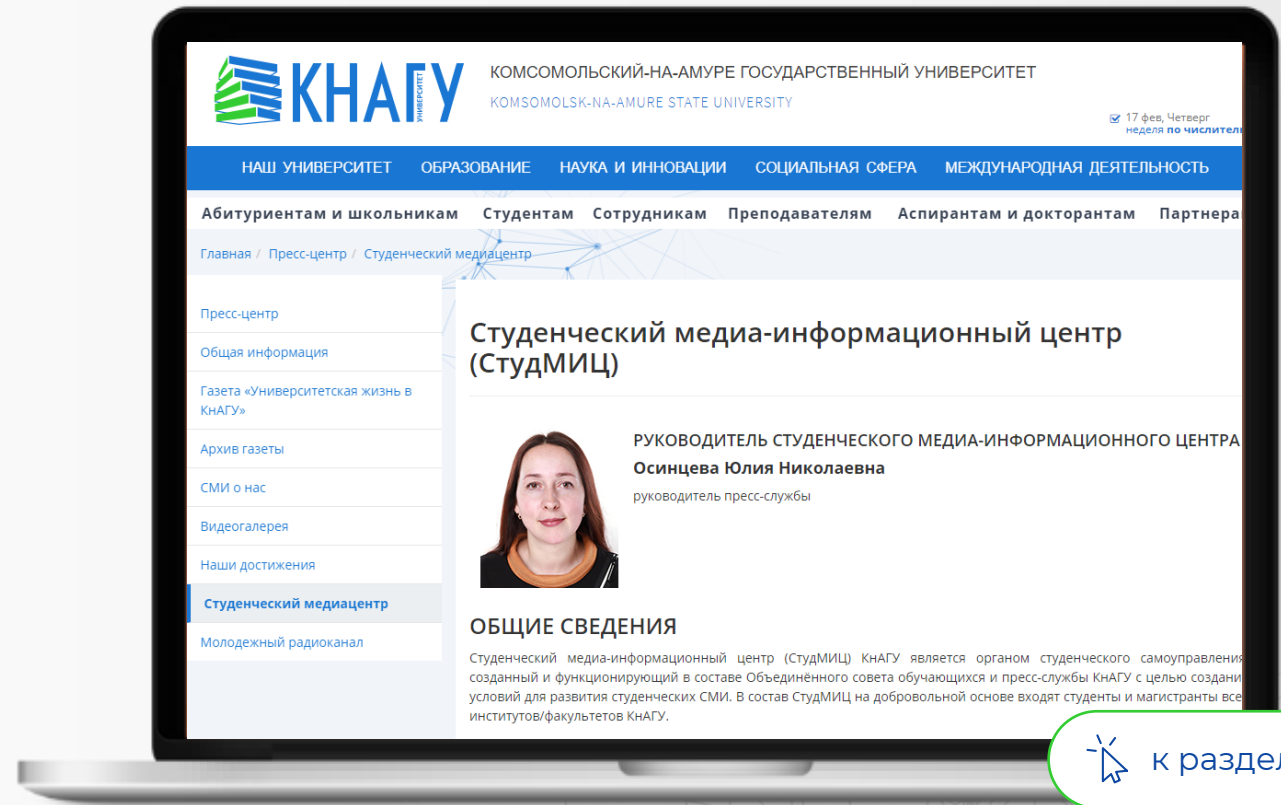 КНАГУ
УНИВЕРСИТЕТ
КОМСОМОЛЬСКИЙ-НА-АМУРЕ ГОСУДАРСТВЕННЫЙ УНИВЕРСИТЕТ
KOMSOMOLSK-NA-AMURE STATE UNIVERSITY
17 фев, Четверг
неделя по числител
НАШ УНИВЕРСИТЕТ ОБРАЗОВАНИЕ НАУКА И ИННОВАЦИИ СОЦИАЛЬНАЯ СФЕРА МЕЖДУНАРОДНАЯ ДЕЯТЕЛЬНОСТЬ
Абитуриентам и школьникам Студентам Сотрудникам Преподавателям Аспирантам и докторантам Партнера
Главная / Пресс-центр / Студенческий медиацентр
Пресс-центр
Общая информация
Газета «Университетская жизнь в
КнАГУ»
Архив газеты
СМИ о нас
Видеогалерея
Наши достижения
Студенческий медиацентр
Молодежный радиоканал
Студенческий медиа-информационный центр
(СтудМИЦ)
РУКОВОДИТЕЛЬ СТУДЕНЧЕСКОГО МЕДИА-ИНФОРМАЦИОННОГО ЦЕНТРА
Осинцева Юлия Николаевна
руководитель пресс-службы
ОБЩИЕ СВЕДЕНИЯ
Студенческий медиа-информационный центр (СтудМИЦ) КнАГУ является органом студенческого самоуправления
созданный и функционирующий в составе Объединённого совета обучающихся и пресс-службы КнАГУ с целью создани
условий для развития студенческих СМИ. В состав СтудМИЦ на добровольной основе входят студенты и магистранты все
институтов/факультетов КнАГУ.
к раздел